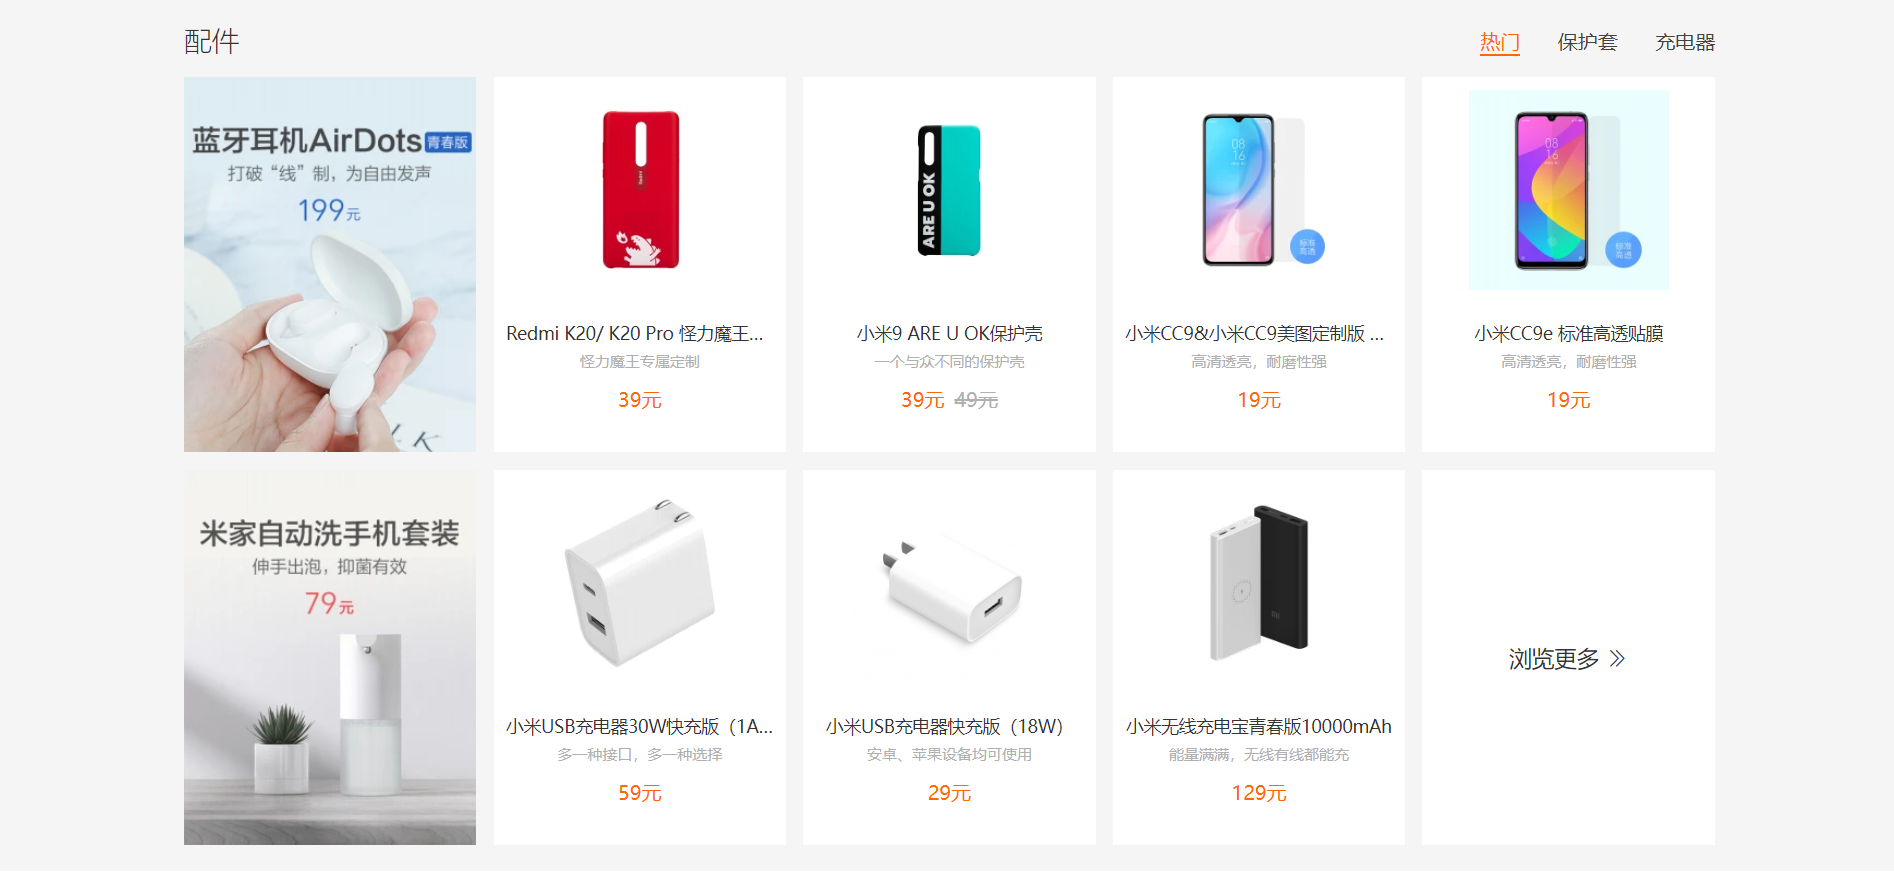 配件
热门 保护套 充电器
蓝牙耳机AirDots青春版
打破“线”制，为自由发声
199元
ARE U OK
08
16
标准
高透
08
16
标准
高透
Redmi K20/ K20 Pro 怪力魔王...
怪力魔王专属定制
39元
小米9 ARE U OK保护壳
一个与众不同的保护壳
39元 49元
小米CC9&小米CC9美图定制版 ...
高清透亮，耐磨性强
19元
小米CC9e 标准高透贴膜
高清透亮，耐磨性强
19元
米家自动洗手机套装
伸手出泡，抑菌有效
79元
小米USB充电器30W快充版（1A...
多一种接口，多一种选择
59元
小米USB充电器快充版（18W）
安卓、苹果设备均可使用
29元
小米无线充电宝青春版10000mAh
能量满满，无线有线都能充
129元
浏览更多 »